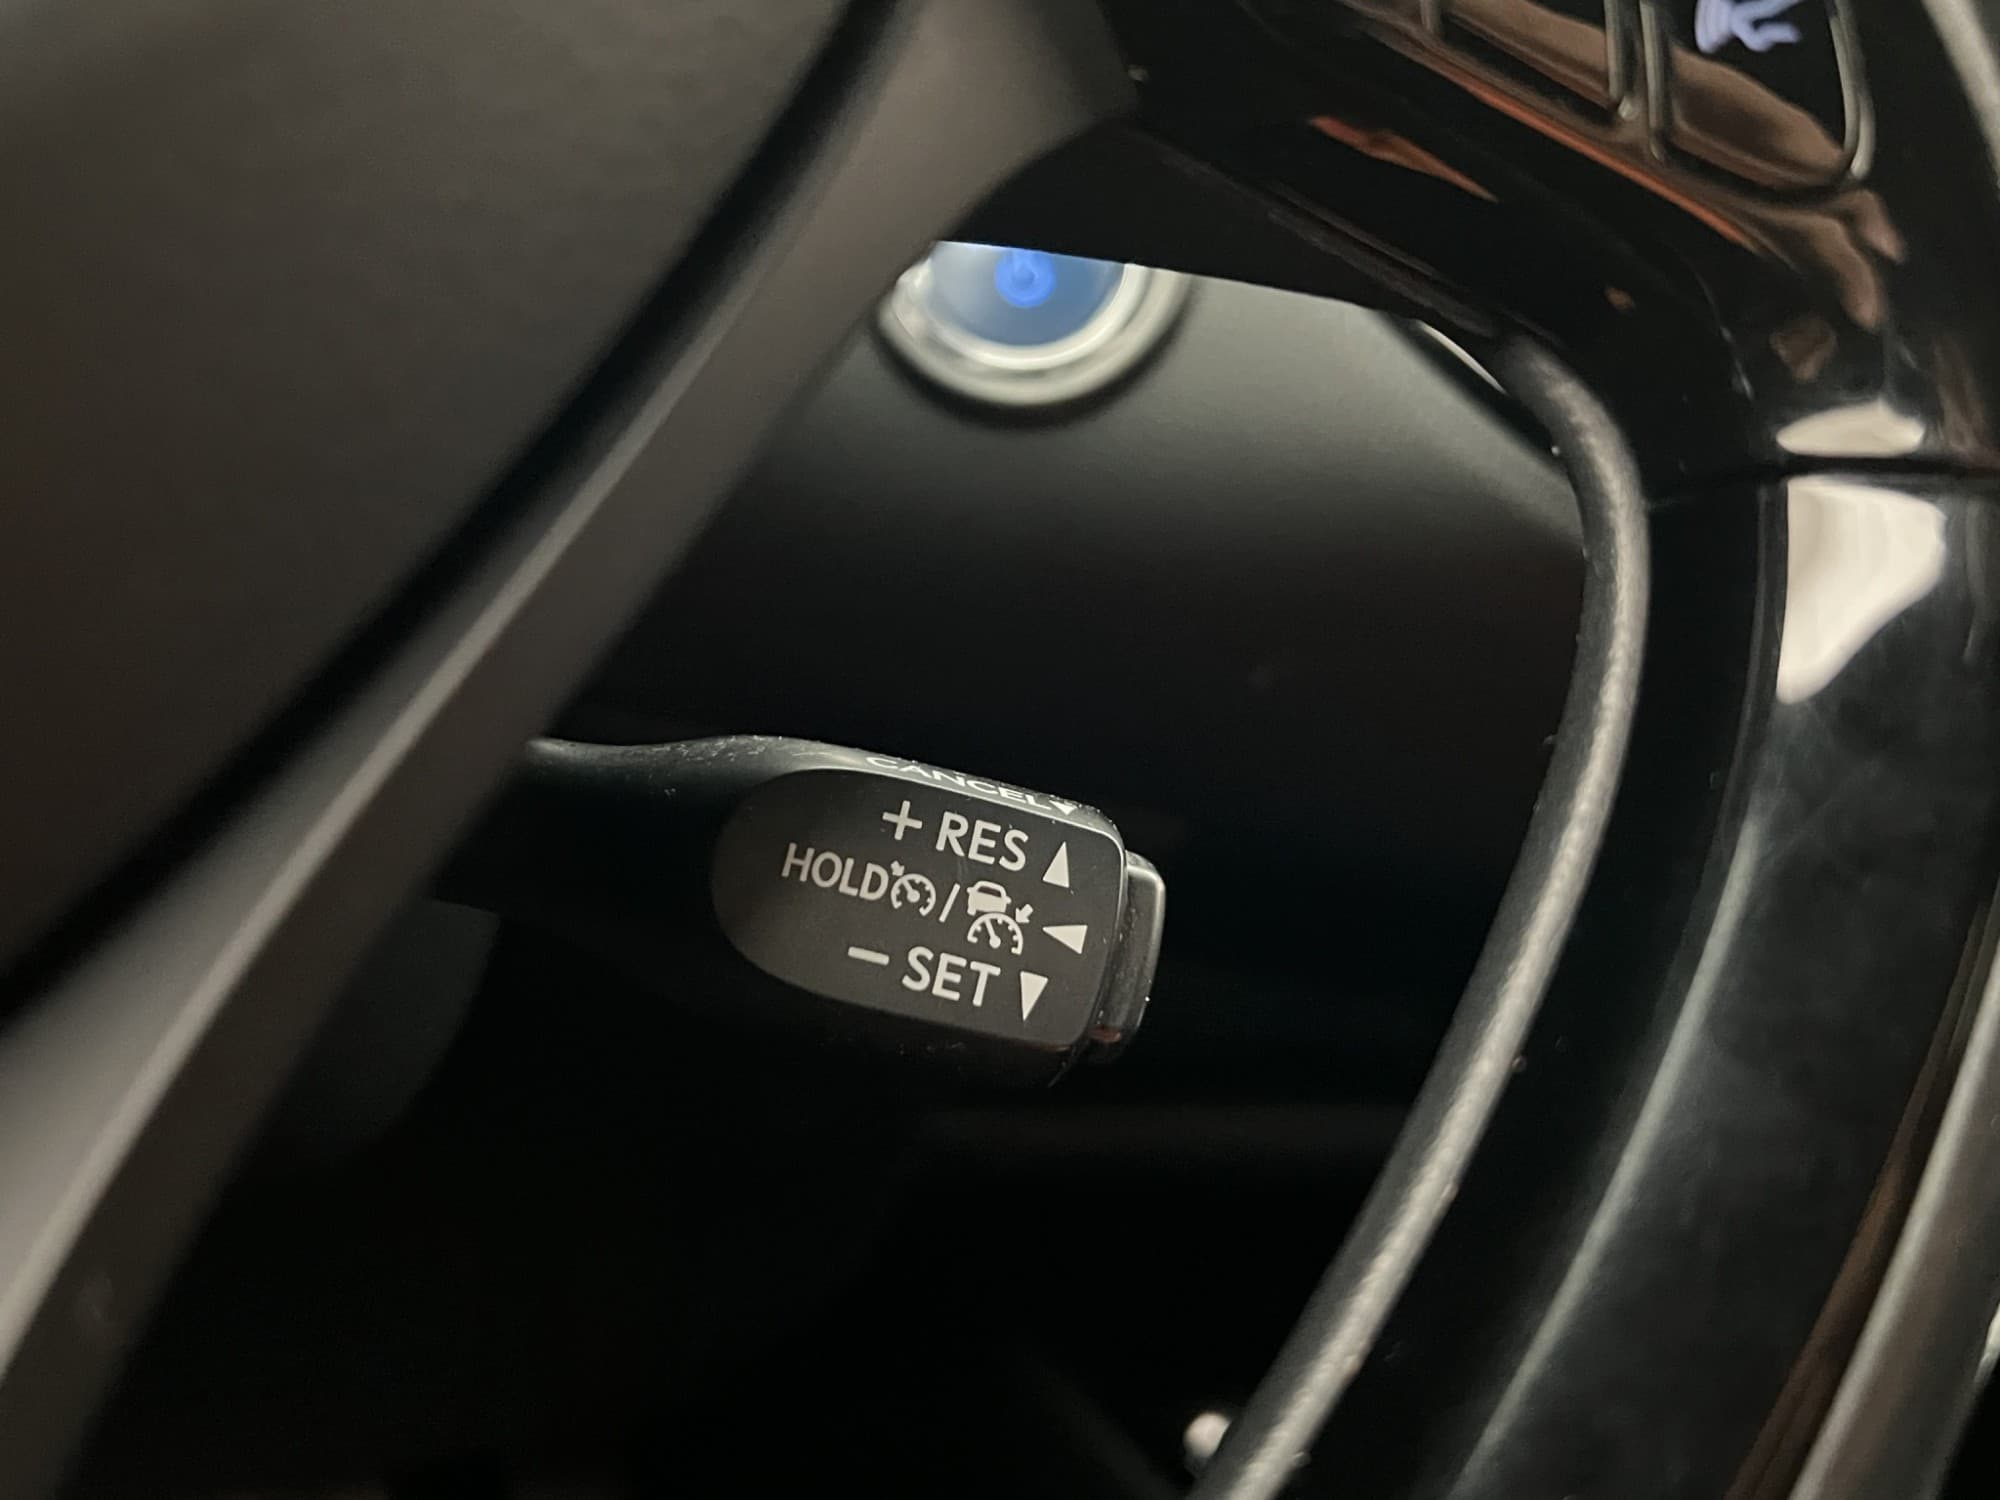 CANCEL▼
+ RES ▲
HOLD / ◀
− SET ▼